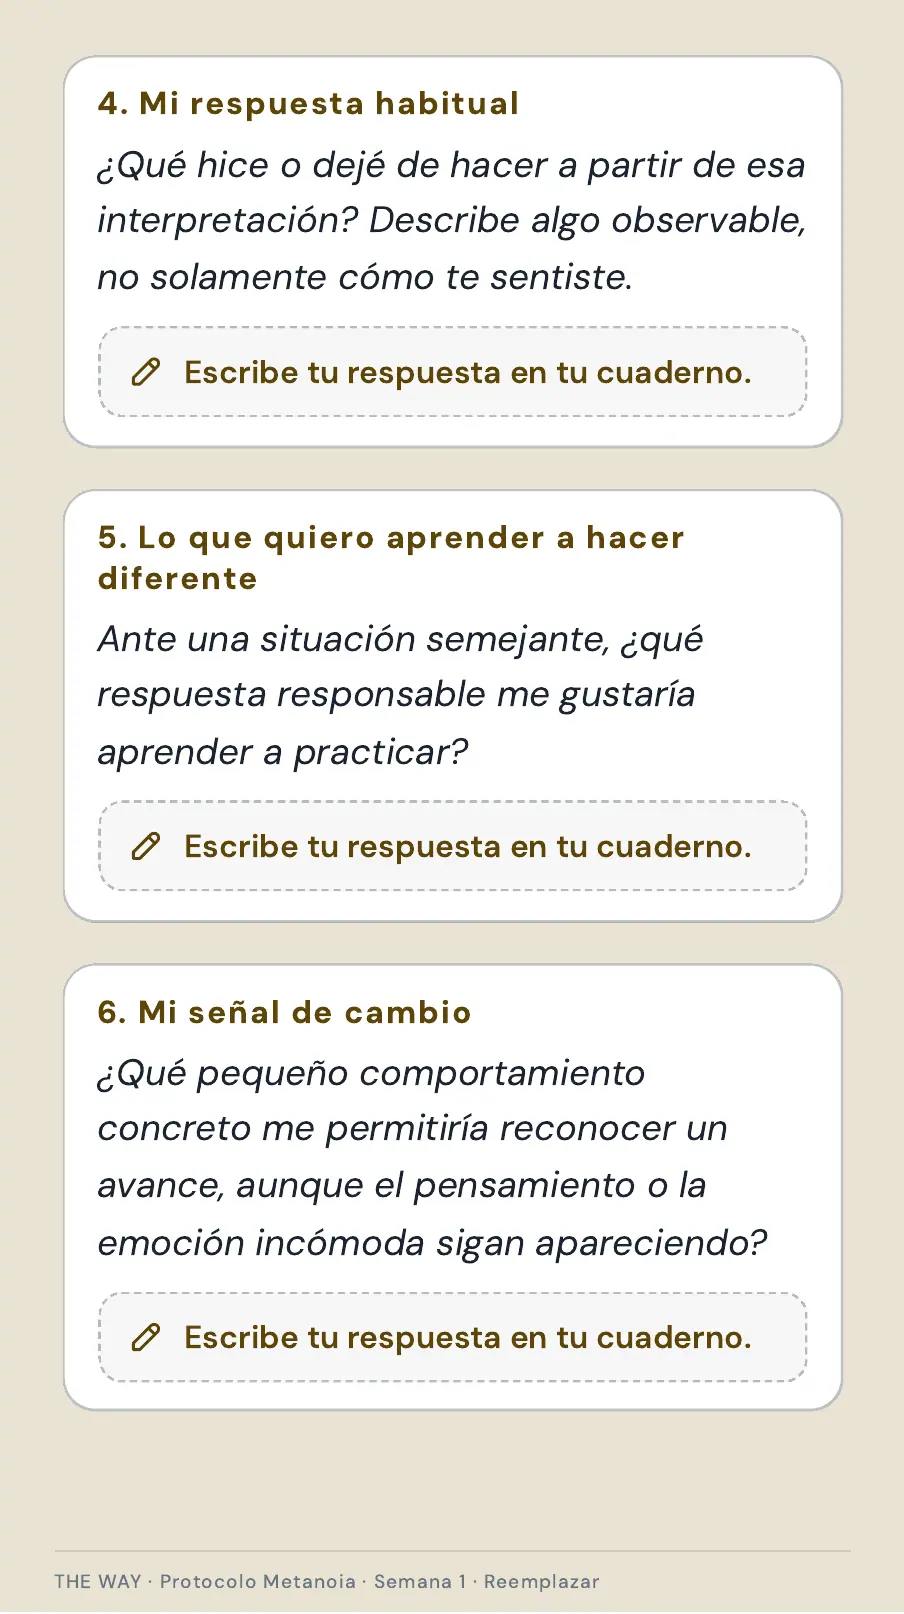 4. Mi respuesta habitual
¿Qué hice o dejé de hacer a partir de esa
interpretación? Describe algo observable,
no solamente cómo te sentiste.
Escribe tu respuesta en tu cuaderno.
5. Lo que quiero aprender a hacer
diferente
Ante una situación semejante, ¿qué
respuesta responsable me gustaría
aprender a practicar?
Escribe tu respuesta en tu cuaderno.
6. Mi señal de cambio
¿Qué pequeño comportamiento
concreto me permitiría reconocer un
avance, aunque el pensamiento o la
emoción incómoda sigan apareciendo?
Escribe tu respuesta en tu cuaderno.
THE WAY · Protocolo Metanoia · Semana 1 · Reemplazar